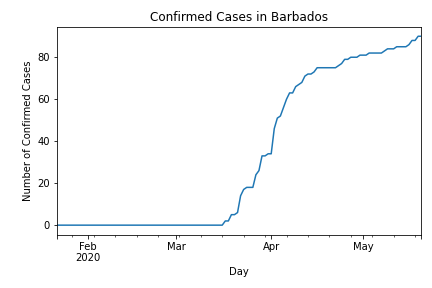 Confirmed Cases in Barbados
Number of Confirmed Cases
80
60
40
20
0
Feb
2020
Mar
Apr
May
Day